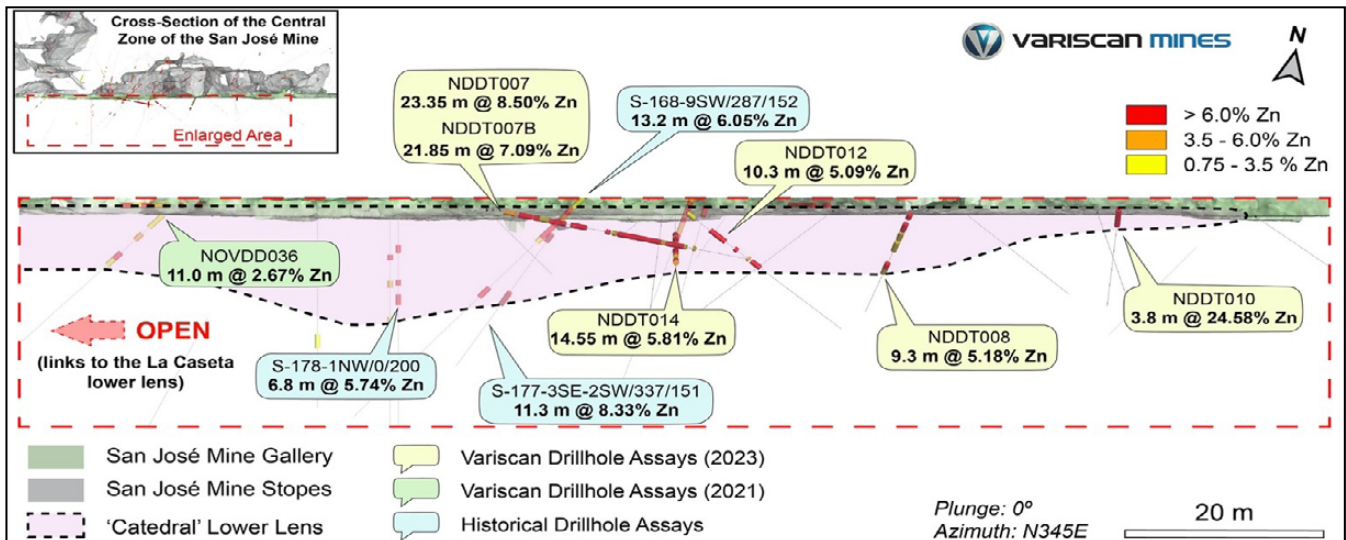 Cross-Section of the Central
Zone of the San José Mine
Enlarged Area
VARISCAN MINES
N
> 6.0% Zn
3.5 - 6.0% Zn
0.75 - 3.5 % Zn
NDDT007
23.35 m @ 8.50% Zn
NDDT007B
21.85 m @ 7.09% Zn
S-168-9SW/287/152
13.2 m @ 6.05% Zn
NDDT012
10.3 m @ 5.09% Zn
NOVDD036
11.0 m @ 2.67% Zn
OPEN
(links to the La Caseta
lower lens)
S-178-1NW/0/200
6.8 m @ 5.74% Zn
S-177-3SE-2SW/337/151
11.3 m @ 8.33% Zn
NDDT014
14.55 m @ 5.81% Zn
NDDT008
9.3 m @ 5.18% Zn
NDDT010
3.8 m @ 24.58% Zn
San José Mine Gallery
San José Mine Stopes
‘Catedral’ Lower Lens
Variscan Drillhole Assays (2023)
Variscan Drillhole Assays (2021)
Historical Drillhole Assays
Plunge: 0º
Azimuth: N345E
20 m